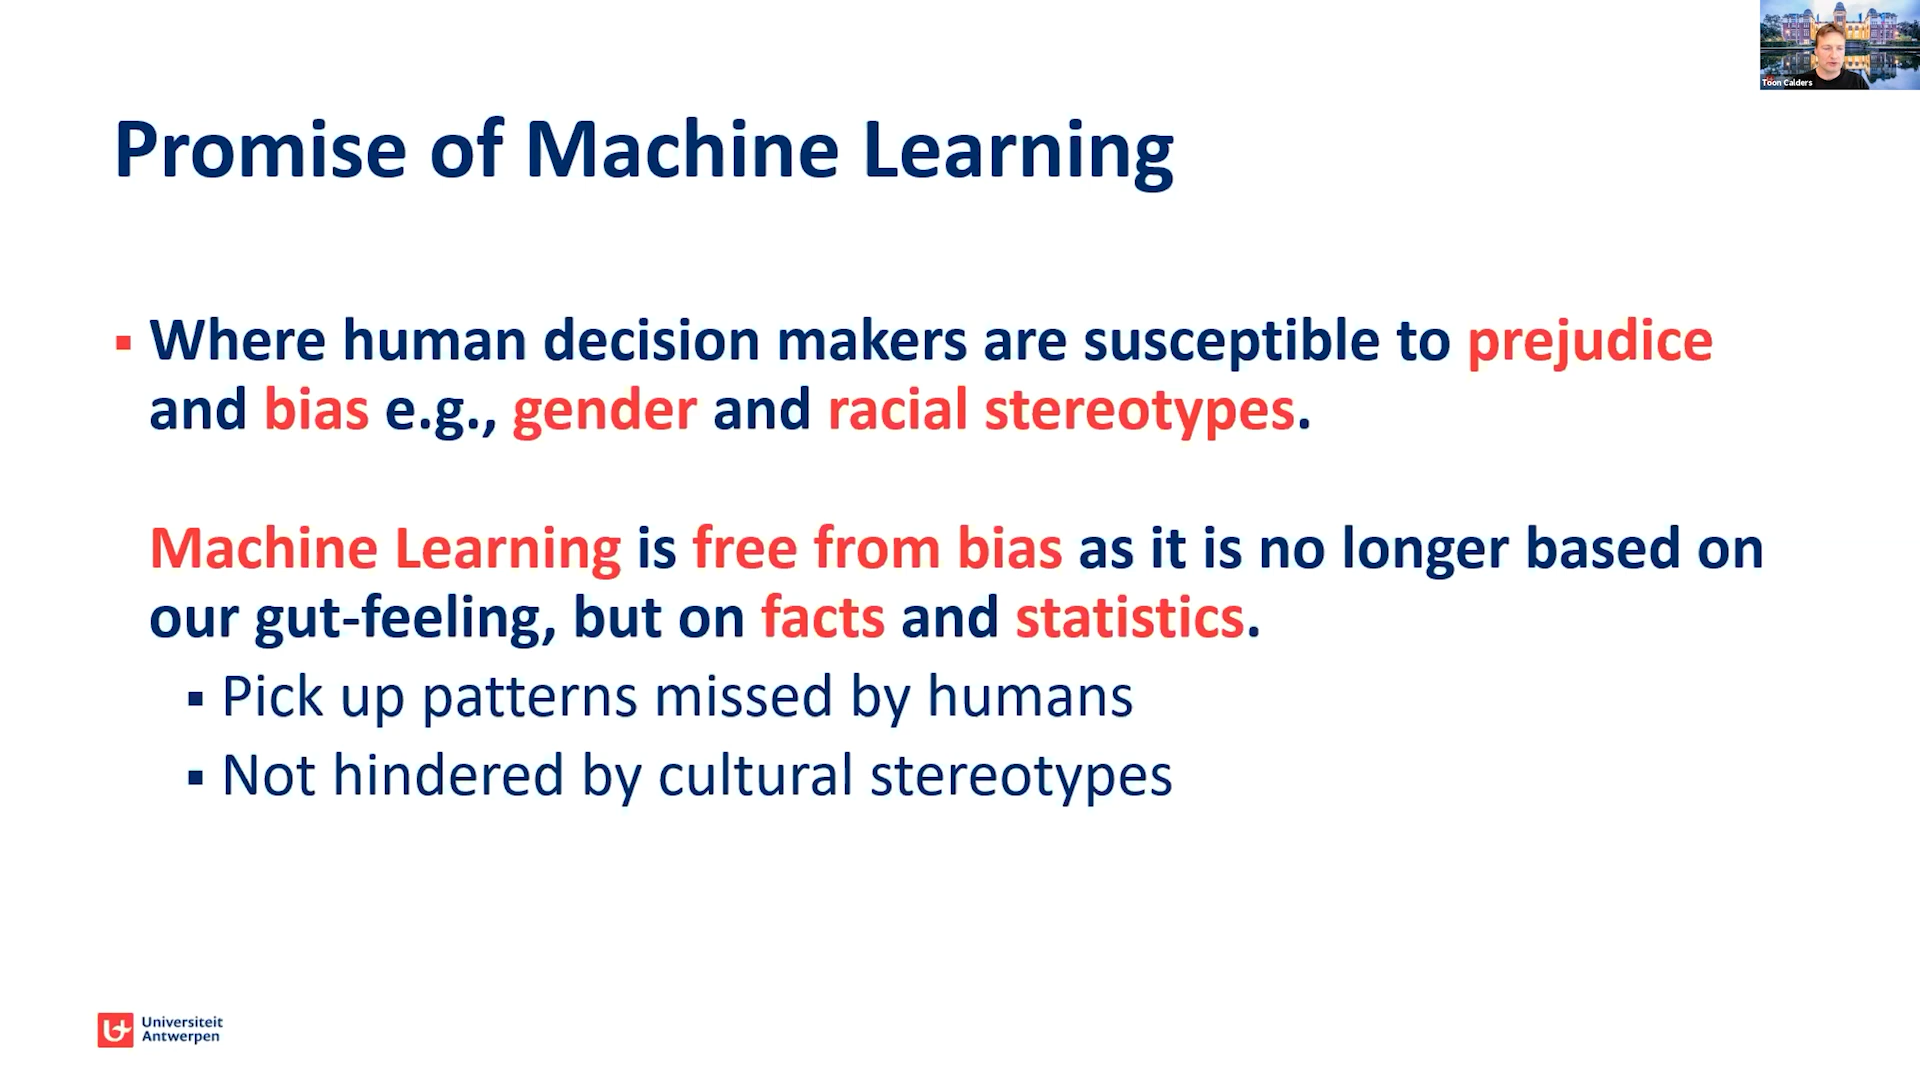 Toon Calders
Promise of Machine Learning
Where human decision makers are susceptible to prejudice
and bias e.g., gender and racial stereotypes.
Machine Learning is free from bias as it is no longer based on
our gut-feeling, but on facts and statistics.
Pick up patterns missed by humans
Not hindered by cultural stereotypes
Universiteit
Antwerpen